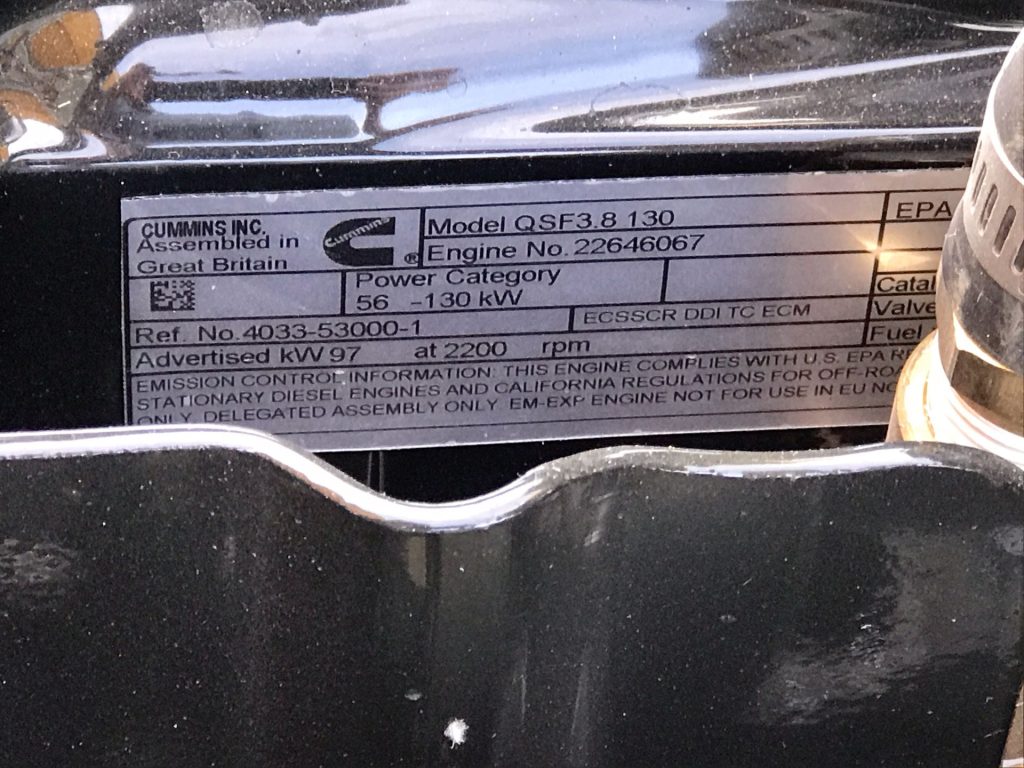 CUMMINS INC.
Assembled in
Great Britain
Cummins
®
Model QSF3.8 130
Engine No. 22646067
EPA
Power Category
56 -130 kW
Catal
Ref. No. 4033-53000-1
ECSSCR DDI TC ECM
Valve
Advertised kW 97 at 2200 rpm
Fuel
EMISSION CONTROL INFORMATION: THIS ENGINE COMPLIES WITH U.S. EPA RE
STATIONARY DIESEL ENGINES AND CALIFORNIA REGULATIONS FOR OFF-ROA
ONLY. DELEGATED ASSEMBLY ONLY EM-EXP ENGINE NOT FOR USE IN EU NO